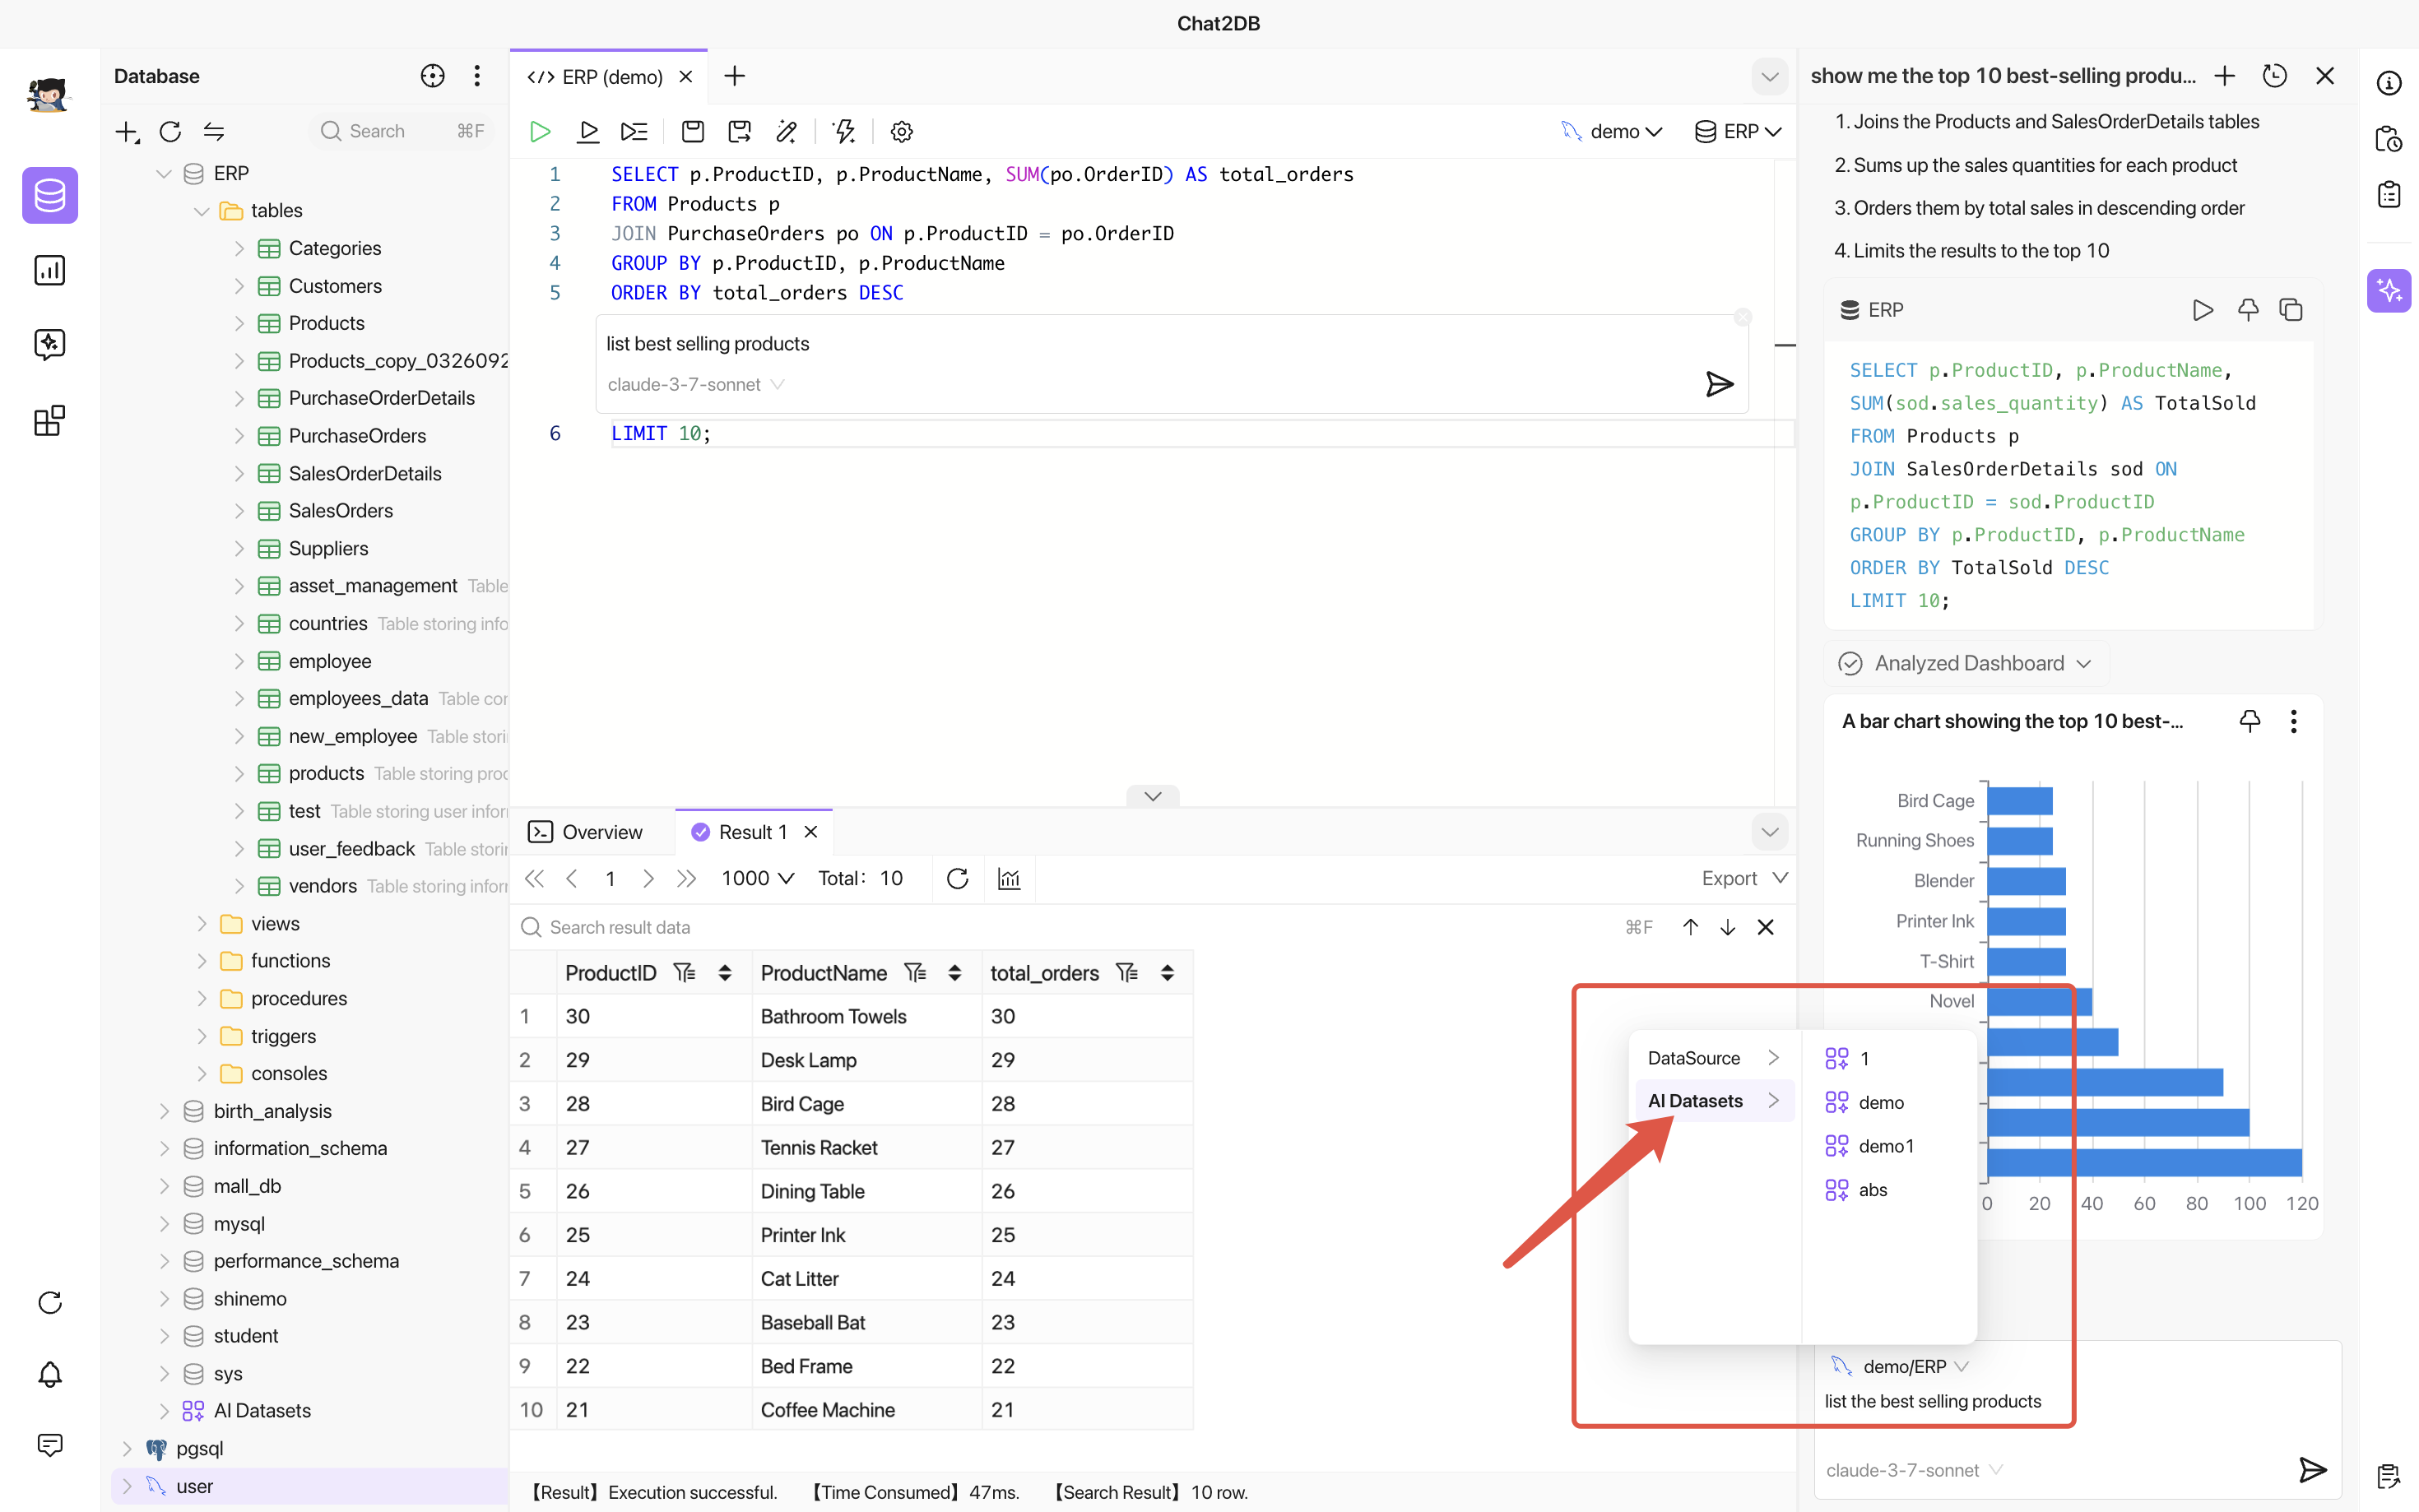 Chat2DB
Database
Search ⌘F
ERP
tables
Categories
Customers
Products
Products_copy_0326092
PurchaseOrderDetails
PurchaseOrders
SalesOrderDetails
SalesOrders
Suppliers
asset_management Table
countries Table storing info
employee
employees_data Table cor
new_employee Table stori
products Table storing proc
test Table storing user infor
user_feedback Table stori
vendors Table storing infor
views
functions
procedures
triggers
consoles
birth_analysis
information_schema
mall_db
mysql
performance_schema
shinemo
student
sys
AI Datasets
pgsql
user
ERP (demo)
demo
ERP
1 SELECT p.ProductID, p.ProductName, SUM(po.OrderID) AS total_orders
2 FROM Products p
3 JOIN PurchaseOrders po ON p.ProductID = po.OrderID
4 GROUP BY p.ProductID, p.ProductName
5 ORDER BY total_orders DESC
list best selling products
claude-3-7-sonnet
6 LIMIT 10;
Overview
Result 1
1
1000
Total： 10
Export
Search result data
⌘F
ProductID ProductName total_orders
1 30 Bathroom Towels 30
2 29 Desk Lamp 29
3 28 Bird Cage 28
4 27 Tennis Racket 27
5 26 Dining Table 26
6 25 Printer Ink 25
7 24 Cat Litter 24
8 23 Baseball Bat 23
9 22 Bed Frame 22
10 21 Coffee Machine 21
【Result】Execution successful. 【Time Consumed】47ms. 【Search Result】10 row.
show me the top 10 best-selling produ...
1. Joins the Products and SalesOrderDetails tables
2. Sums up the sales quantities for each product
3. Orders them by total sales in descending order
4. Limits the results to the top 10
ERP
SELECT p.ProductID, p.ProductName,
SUM(sod.sales_quantity) AS TotalSold
FROM Products p
JOIN SalesOrderDetails sod ON
p.ProductID = sod.ProductID
GROUP BY p.ProductID, p.ProductName
ORDER BY TotalSold DESC
LIMIT 10;
Analyzed Dashboard
A bar chart showing the top 10 best-...
Bird Cage
Running Shoes
Blender
Printer Ink
T-Shirt
Novel
0 20 40 60 80 100 120
DataSource
AI Datasets
1
demo
demo1
abs
demo/ERP
list the best selling products
claude-3-7-sonnet